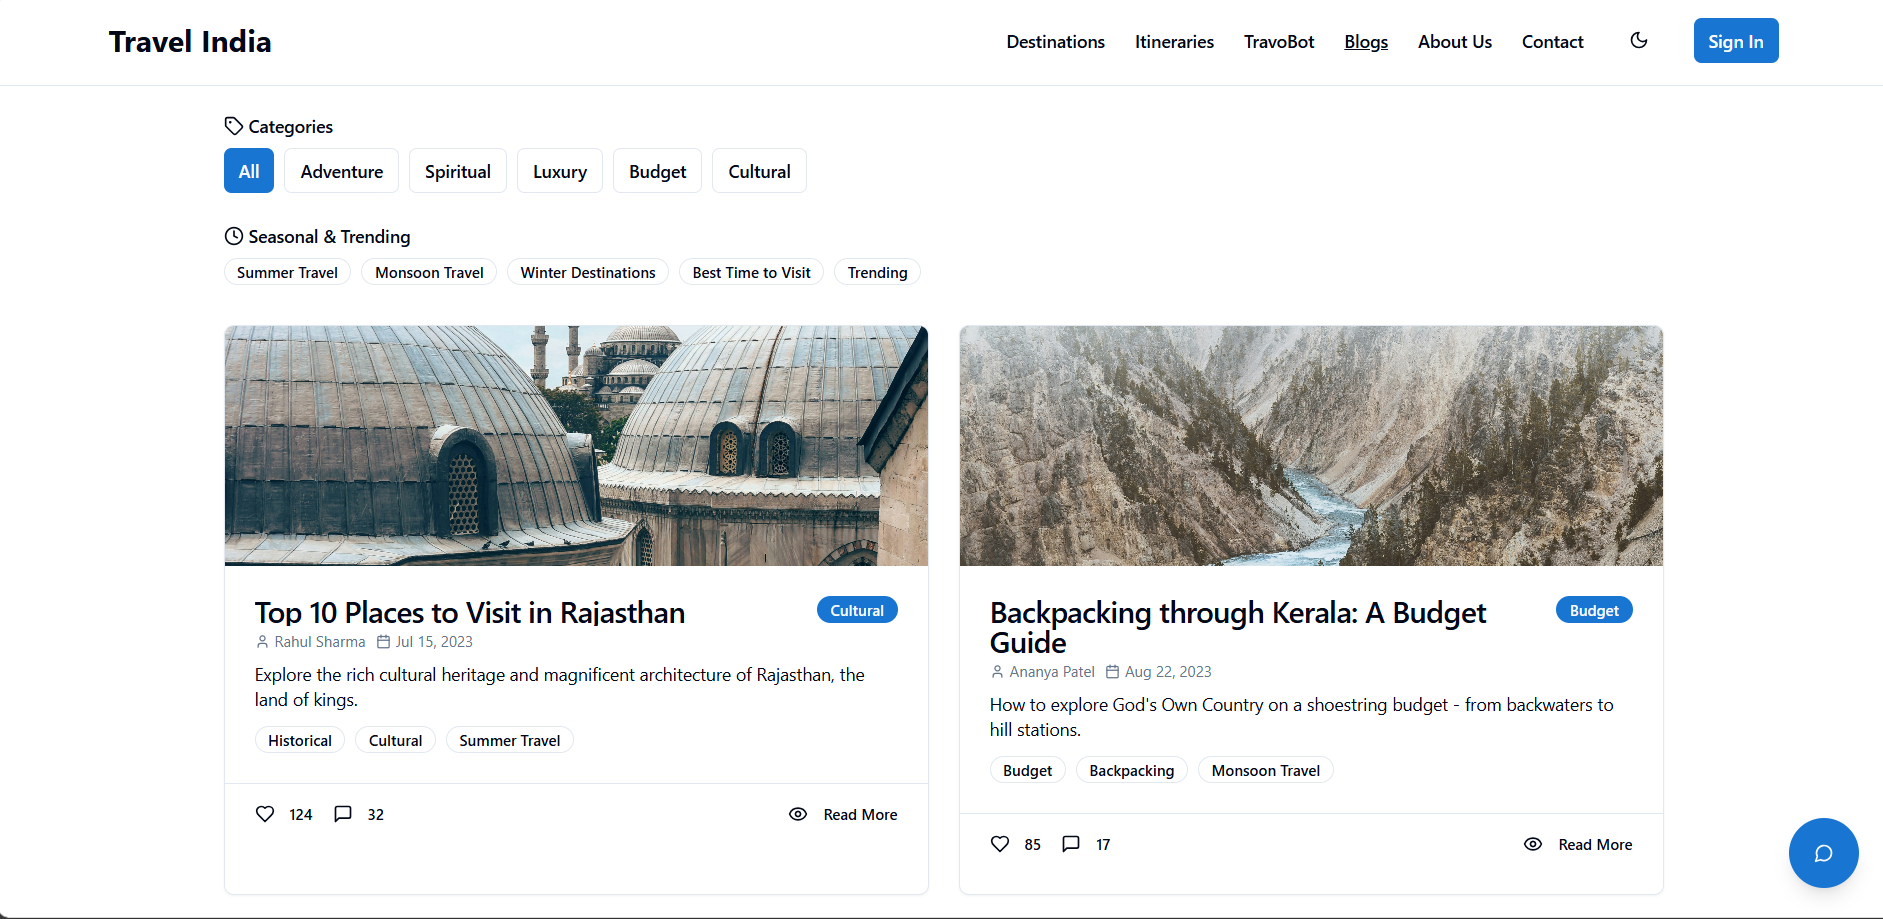 Travel India
Destinations Itineraries TravoBot Blogs About Us Contact Sign In
Categories
All Adventure Spiritual Luxury Budget Cultural
Seasonal & Trending
Summer Travel Monsoon Travel Winter Destinations Best Time to Visit Trending
Top 10 Places to Visit in Rajasthan Cultural
Rahul Sharma Jul 15, 2023
Explore the rich cultural heritage and magnificent architecture of Rajasthan, the
land of kings.
Historical Cultural Summer Travel
124 32 Read More
Backpacking through Kerala: A Budget Budget
Guide
Ananya Patel Aug 22, 2023
How to explore God's Own Country on a shoestring budget - from backwaters to
hill stations.
Budget Backpacking Monsoon Travel
85 17 Read More